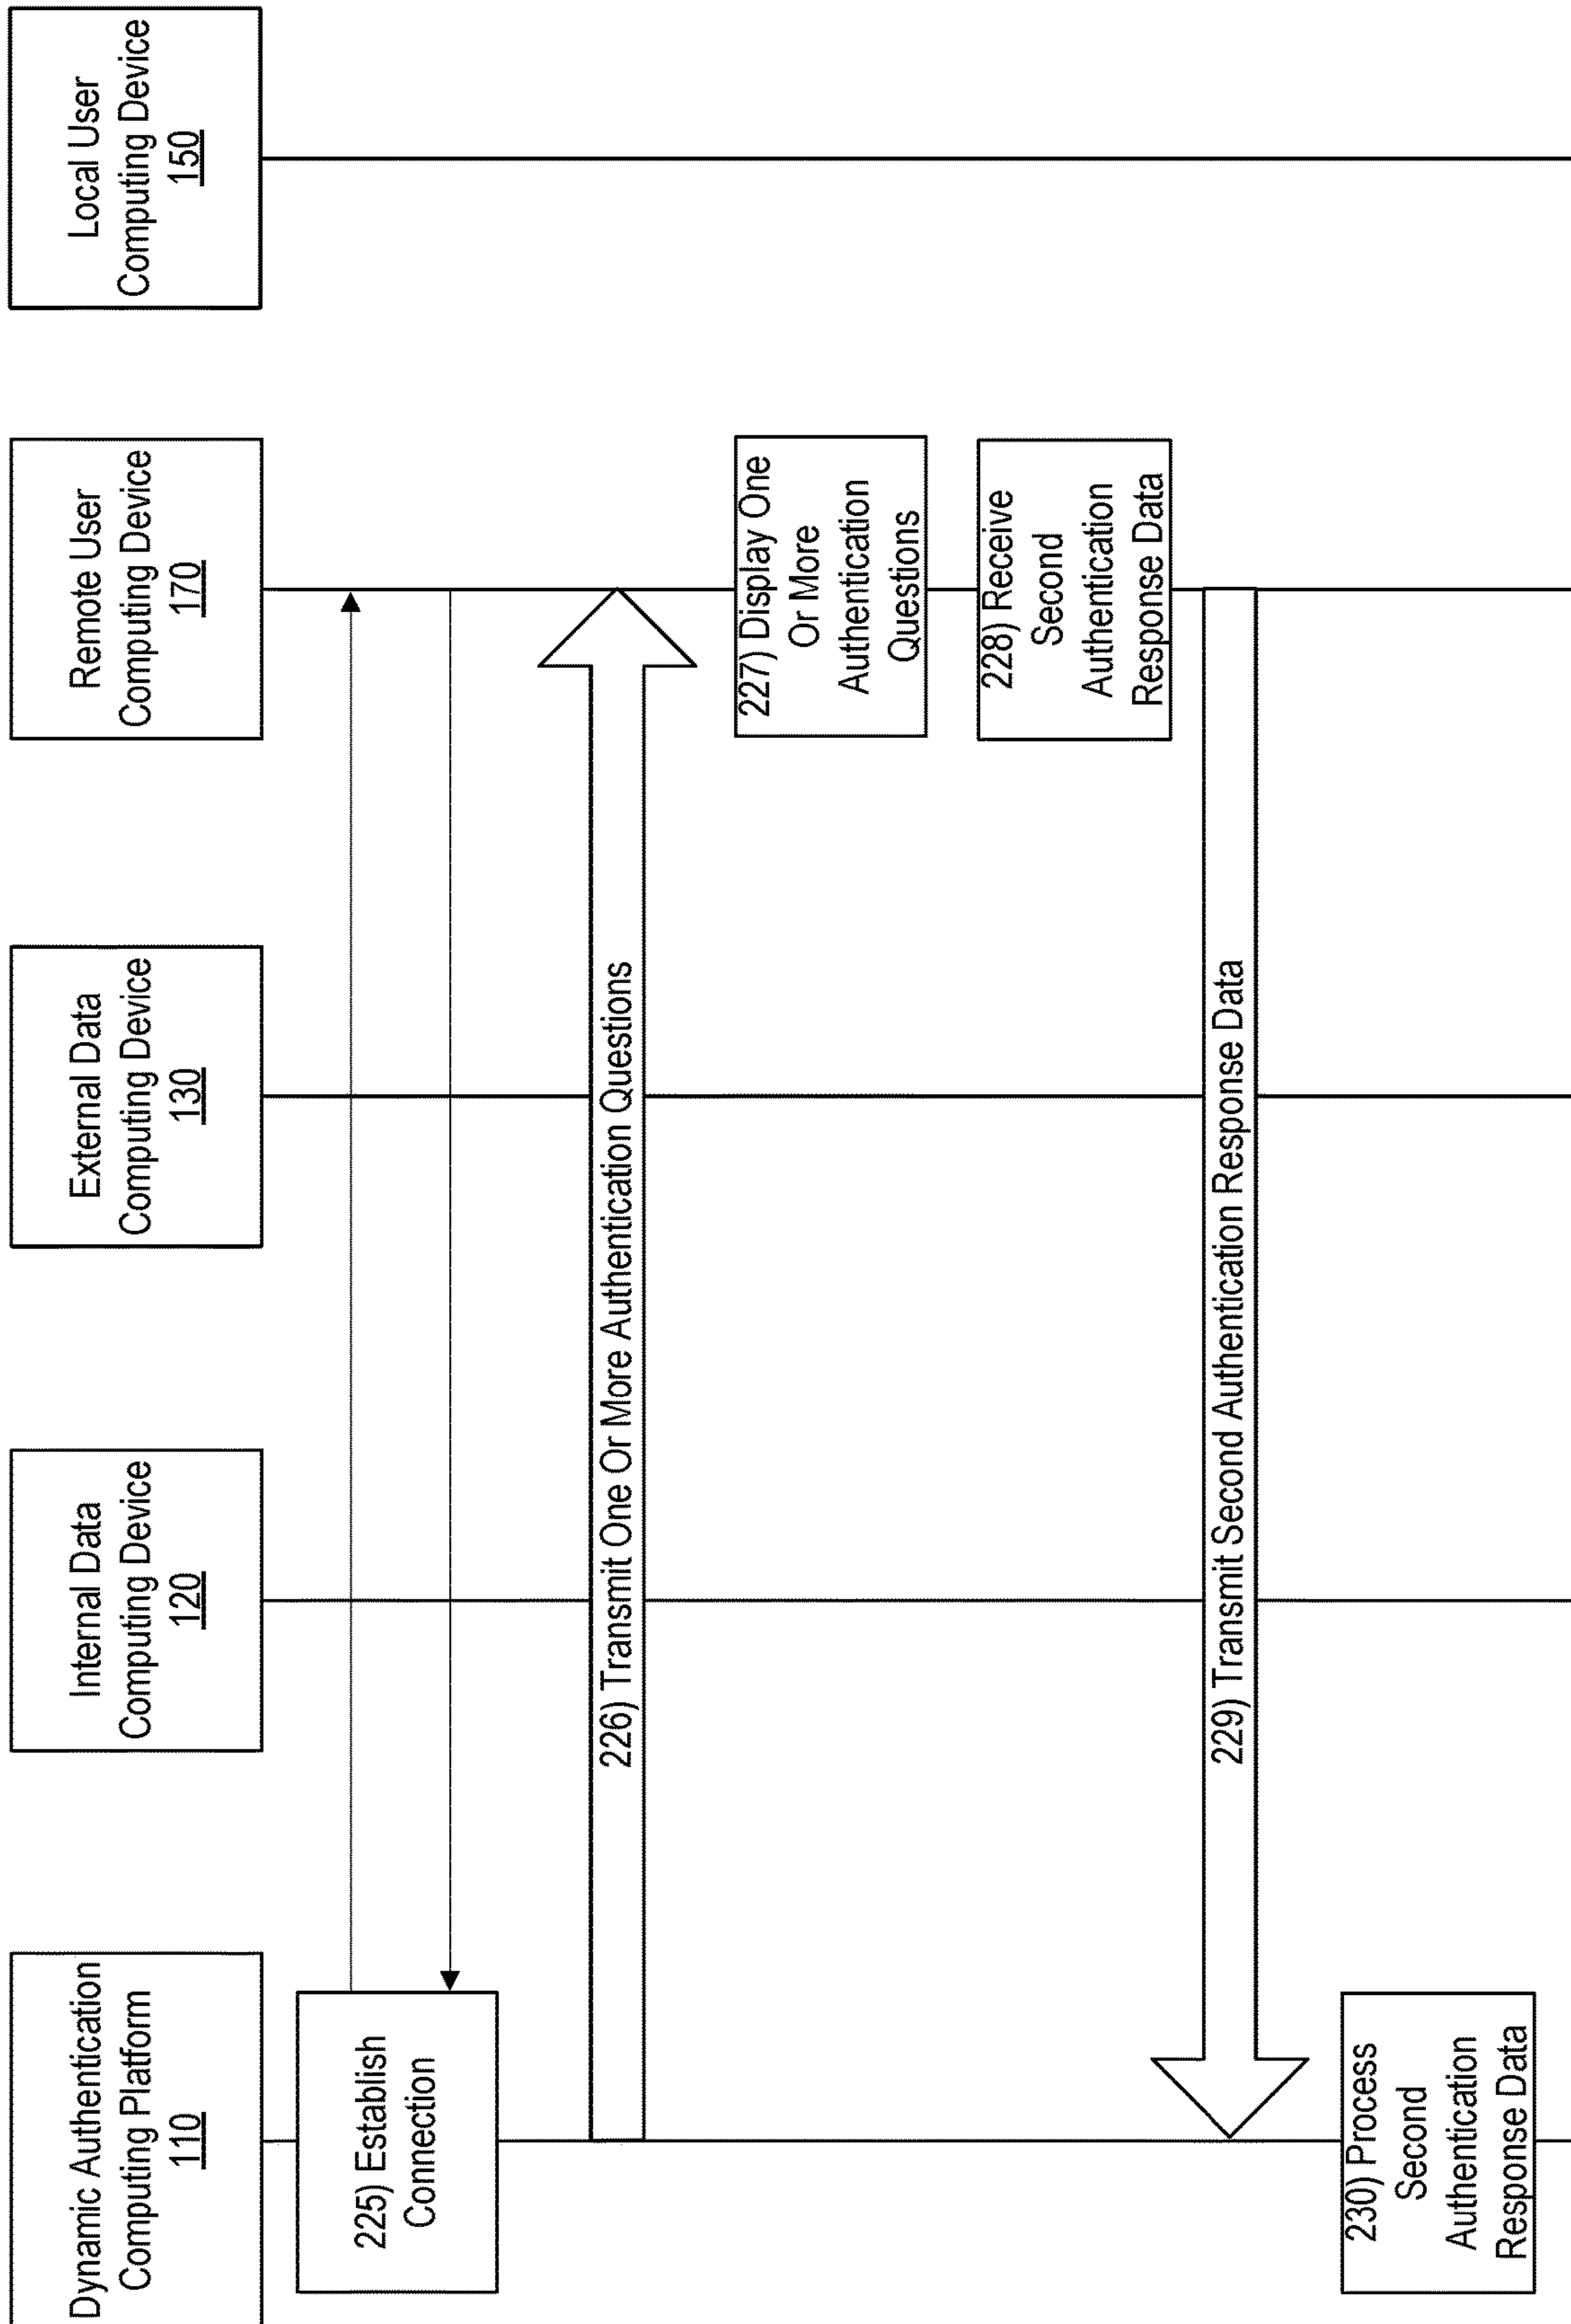 Dynamic Authentication
Computing Platform
110
Internal Data
Computing Device
120
External Data
Computing Device
130
Remote User
Computing Device
170
Local User
Computing Device
150
225) Establish
Connection
226) Transmit One Or More Authentication Questions
227) Display One
Or More
Authentication
Questions
228) Receive
Second
Authentication
Response Data
229) Transmit Second Authentication Response Data
230) Process
Second
Authentication
Response Data